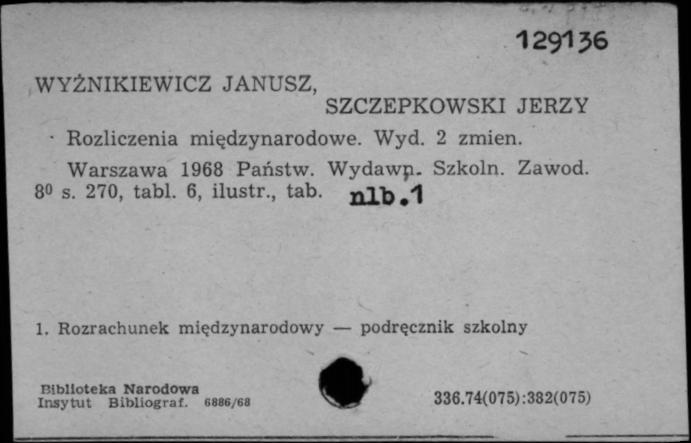 129136
WYŻNIKIEWICZ JANUSZ,
SZCZEPKOWSKI JERZY
Rozliczenia międzynarodowe. Wyd. 2 zmien.
Warszawa 1968 Państw. Wydawn. Szkoln. Zawod.
8⁰ s. 270, tabl. 6, ilustr., tab. nlb.1
1. Rozrachunek międzynarodowy — podręcznik szkolny
Biblioteka Narodowa
Insytut Bibliograf. 6886/68
336.74(075):382(075)